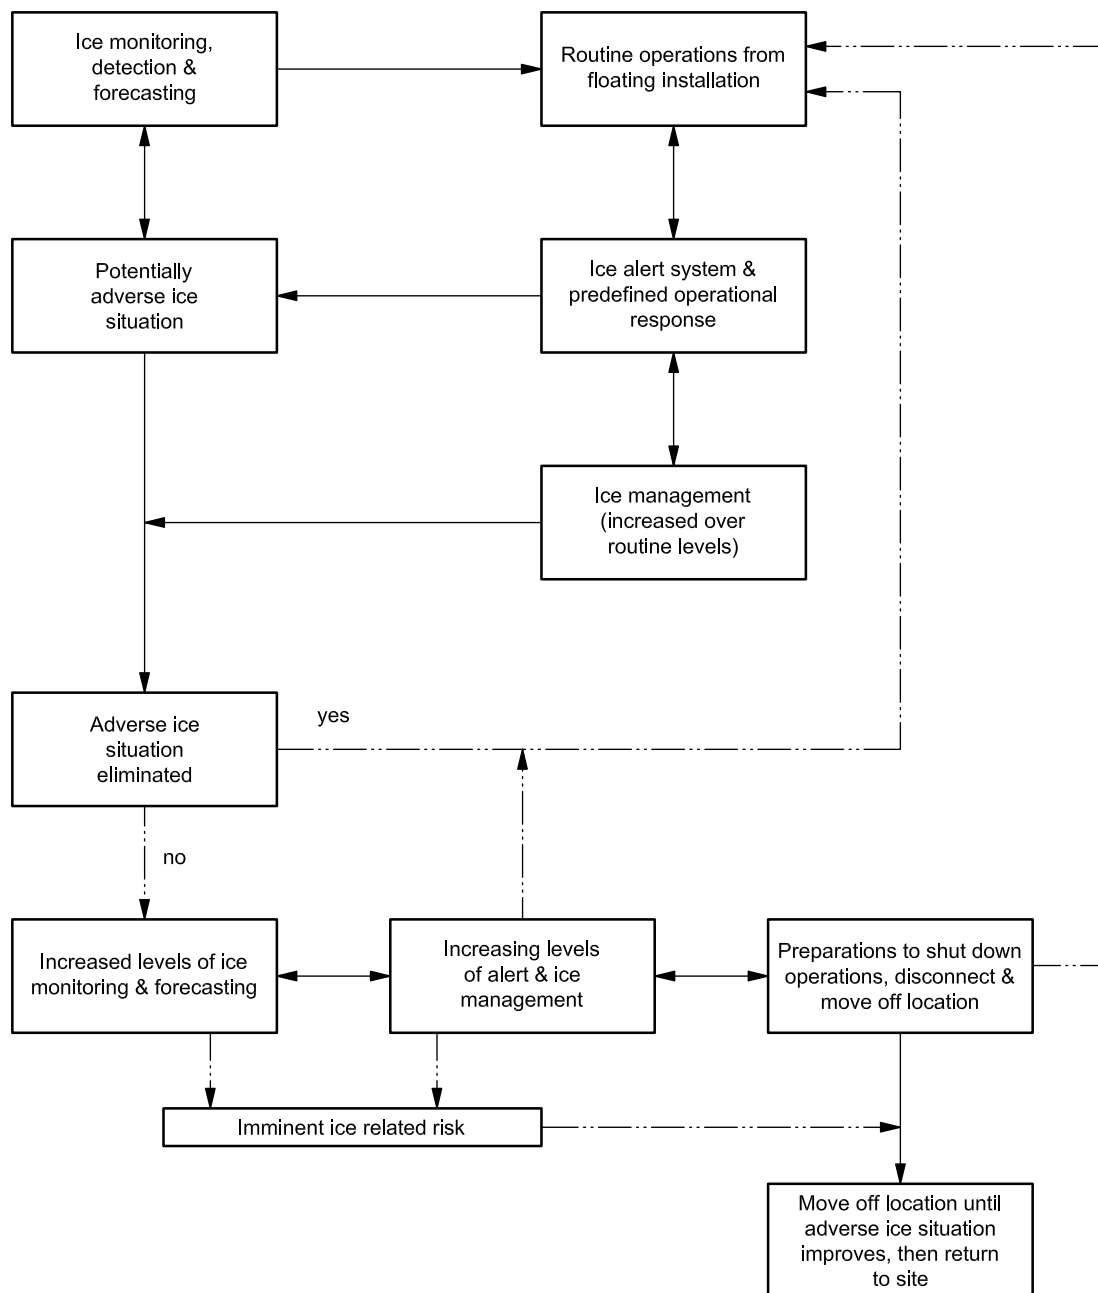 Ice monitoring,
detection &
forecasting
Routine operations from
floating installation
Potentially
adverse ice
situation
Ice alert system &
predefined operational
response
Ice management
(increased over
routine levels)
Adverse ice
situation
eliminated
yes
no
Increased levels of ice
monitoring & forecasting
Increasing levels
of alert & ice
management
Preparations to shut down
operations, disconnect &
move off location
Imminent ice related risk
Move off location until
adverse ice situation
improves, then return
to site